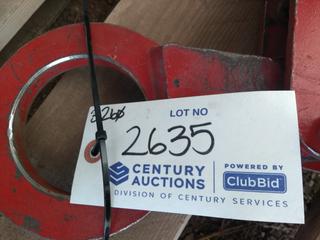 LOT NO
2635
CENTURY AUCTIONS
POWERED BY
ClubBid
DIVISION OF CENTURY SERVICES